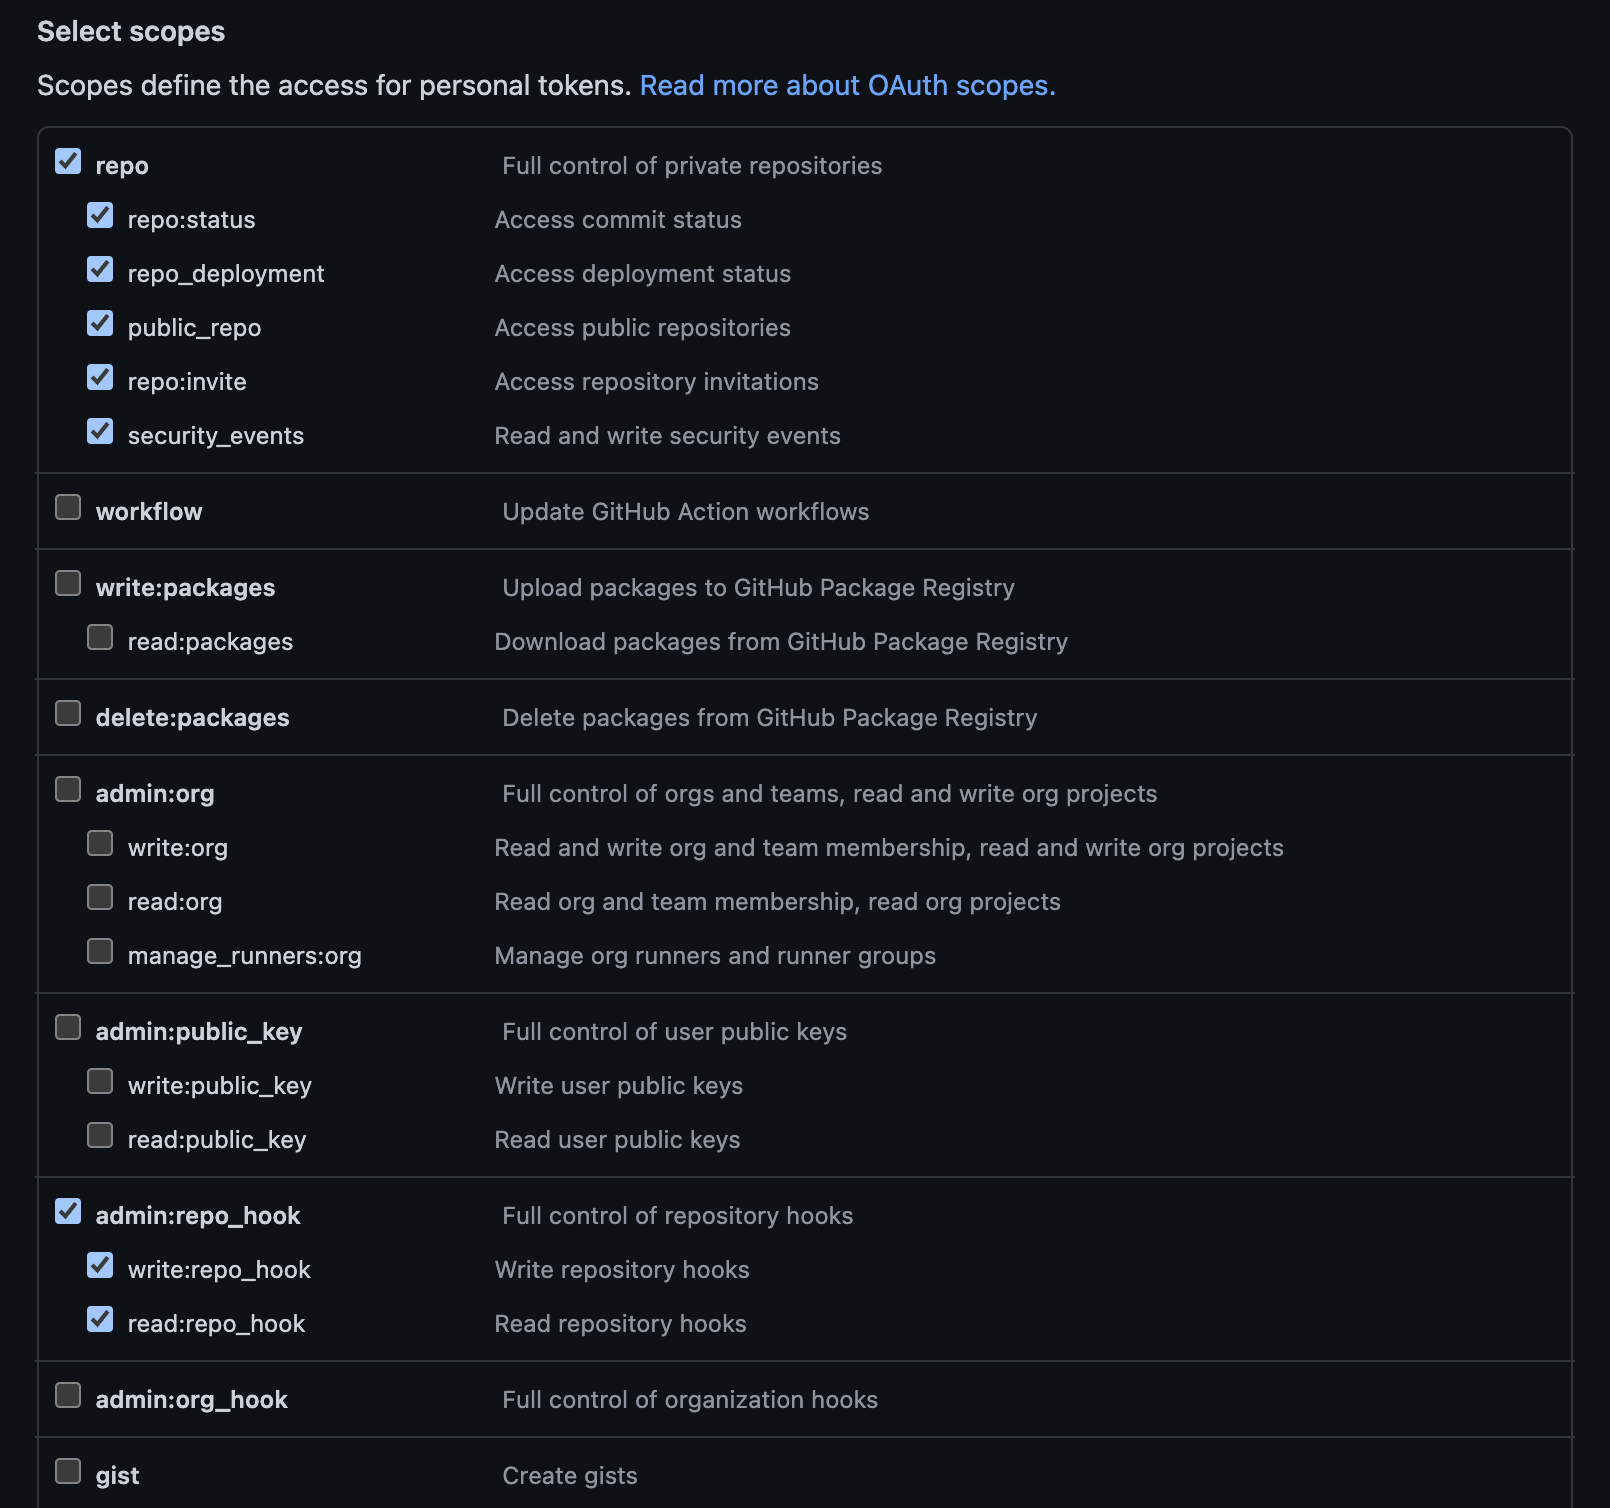 Select scopes
Scopes define the access for personal tokens. Read more about OAuth scopes.
repo Full control of private repositories
repo:status Access commit status
repo_deployment Access deployment status
public_repo Access public repositories
repo:invite Access repository invitations
security_events Read and write security events
workflow Update GitHub Action workflows
write:packages Upload packages to GitHub Package Registry
read:packages Download packages from GitHub Package Registry
delete:packages Delete packages from GitHub Package Registry
admin:org Full control of orgs and teams, read and write org projects
write:org Read and write org and team membership, read and write org projects
read:org Read org and team membership, read org projects
manage_runners:org Manage org runners and runner groups
admin:public_key Full control of user public keys
write:public_key Write user public keys
read:public_key Read user public keys
admin:repo_hook Full control of repository hooks
write:repo_hook Write repository hooks
read:repo_hook Read repository hooks
admin:org_hook Full control of organization hooks
gist Create gists